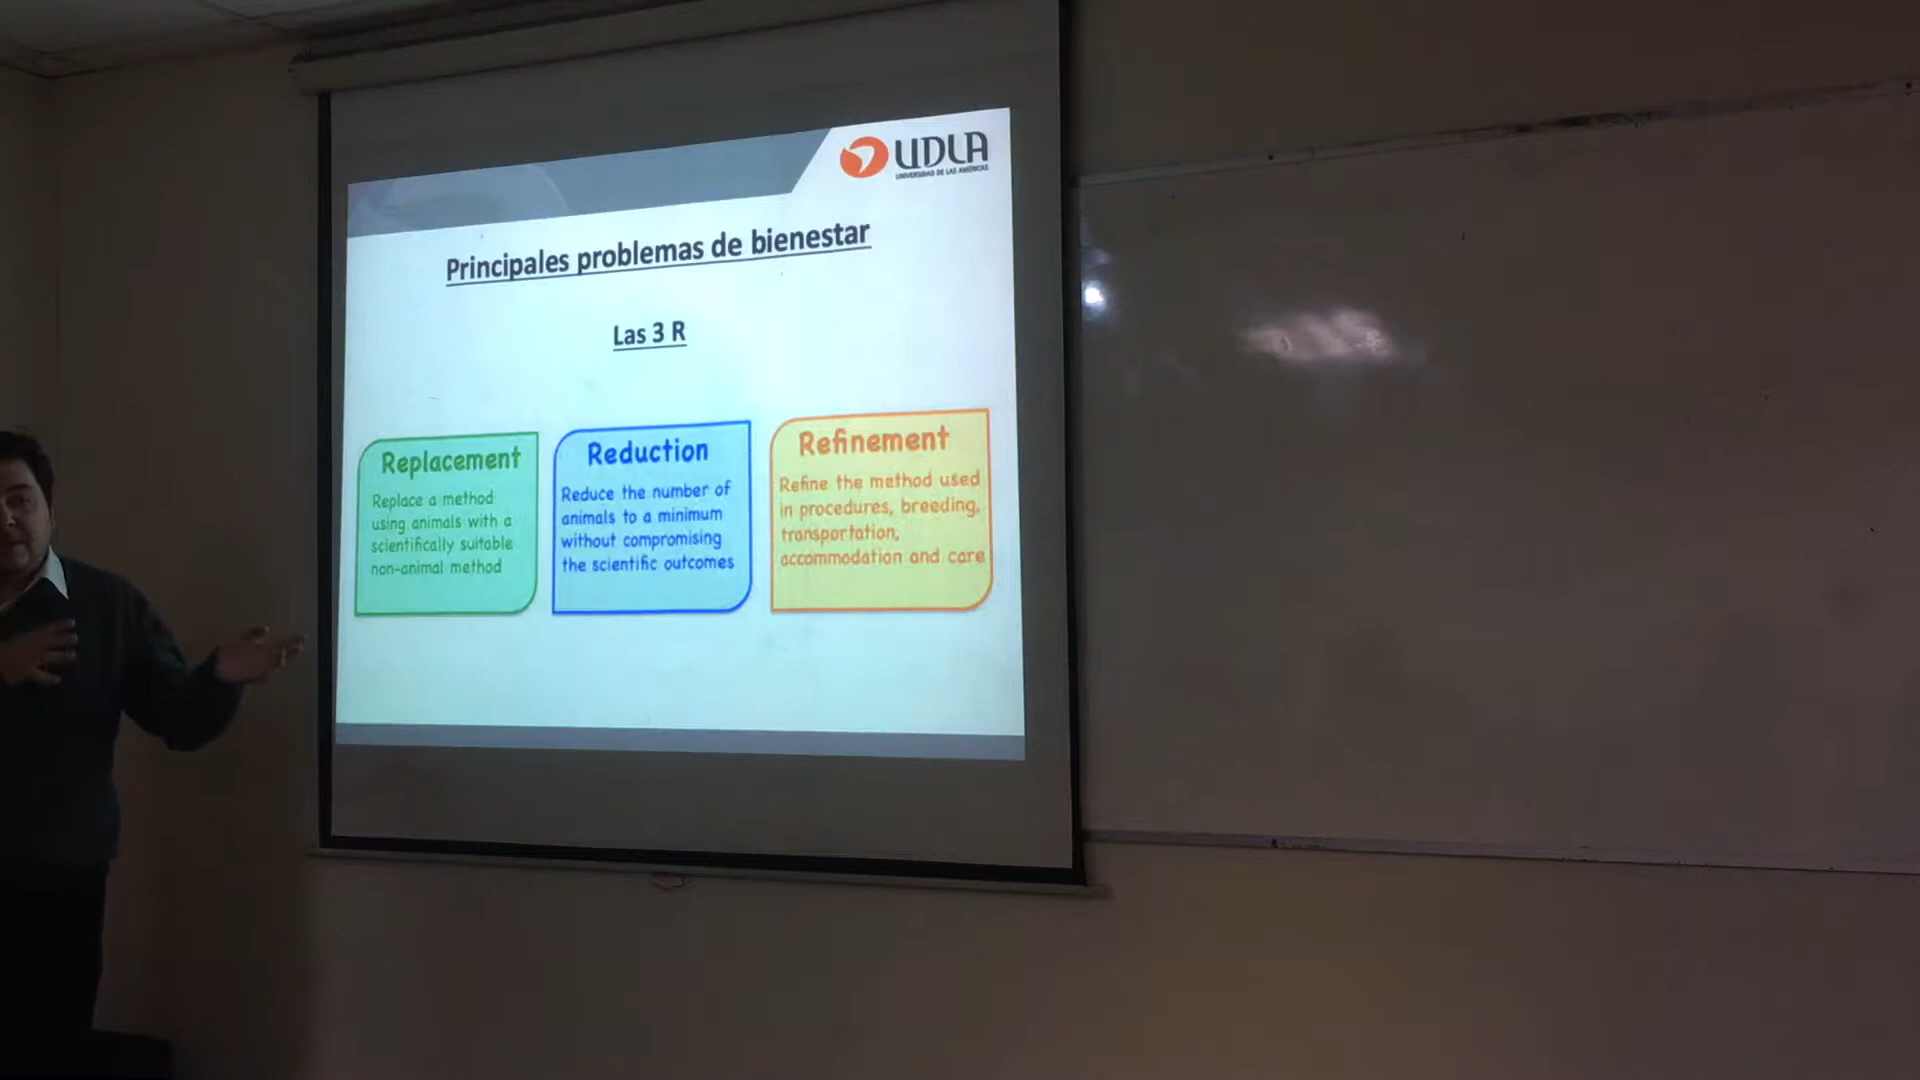 UDLA
UNIVERSIDAD DE LAS AMERICAS
Principales problemas de bienestar
Las 3 R
Replacement
Replace a method
using animals with a
scientifically suitable
non-animal method
Reduction
Reduce the number of
animals to a minimum
without compromising
the scientific outcomes
Refinement
Refine the method used
in procedures, breeding,
transportation,
accommodation and care